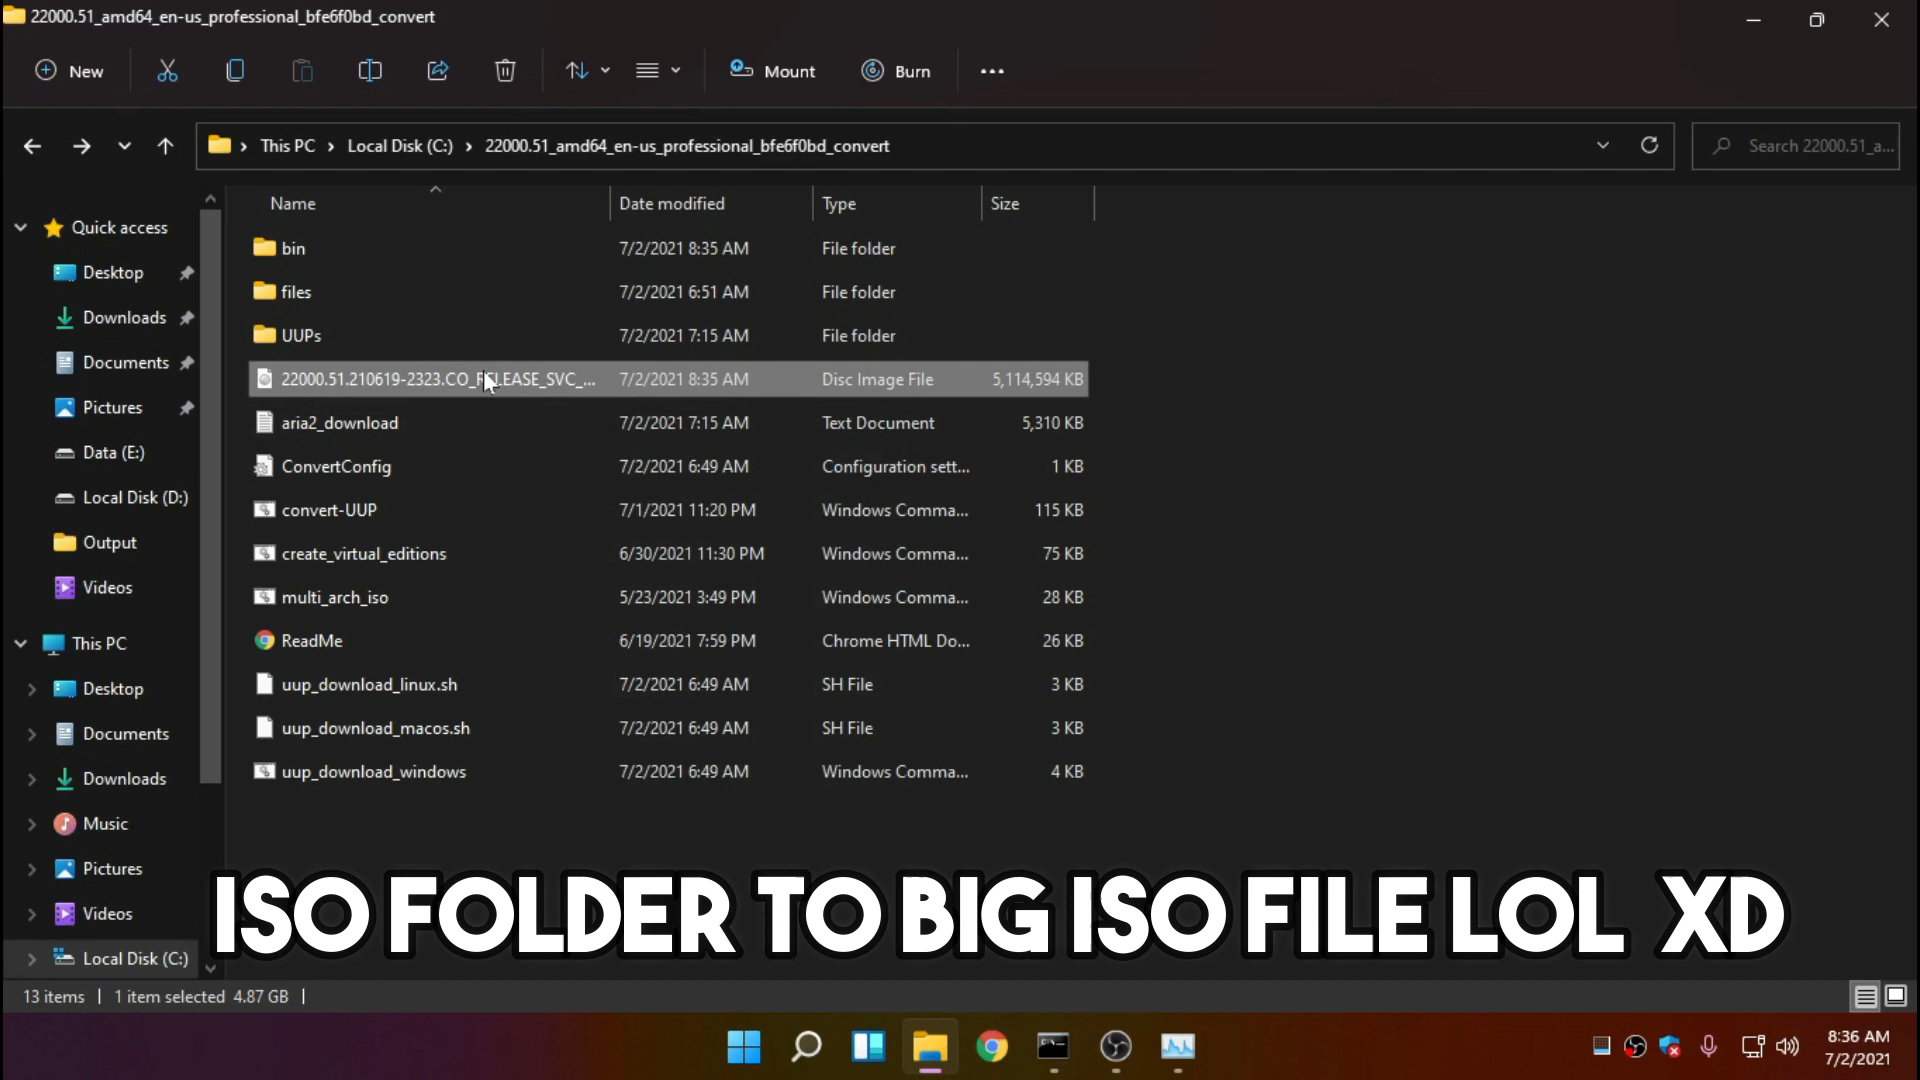 22000.51_amd64_en-us_professional_bfe6f0bd_convert
New
Mount
Burn
This PC
Local Disk (C:)
22000.51_amd64_en-us_professional_bfe6f0bd_convert
Search 22000.51_a...
Name Date modified Type Size
bin 7/2/2021 8:35 AM File folder
files 7/2/2021 6:51 AM File folder
UUPs 7/2/2021 7:15 AM File folder
22000.51.210619-2323.CO_RELEASE_SVC_... 7/2/2021 8:35 AM Disc Image File 5,114,594 KB
aria2_download 7/2/2021 7:15 AM Text Document 5,310 KB
ConvertConfig 7/2/2021 6:49 AM Configuration sett... 1 KB
convert-UUP 7/1/2021 11:20 PM Windows Comma... 115 KB
create_virtual_editions 6/30/2021 11:30 PM Windows Comma... 75 KB
multi_arch_iso 5/23/2021 3:49 PM Windows Comma... 28 KB
ReadMe 6/19/2021 7:59 PM Chrome HTML Do... 26 KB
uup_download_linux.sh 7/2/2021 6:49 AM SH File 3 KB
uup_download_macos.sh 7/2/2021 6:49 AM SH File 3 KB
uup_download_windows 7/2/2021 6:49 AM Windows Comma... 4 KB
Quick access
Desktop
Downloads
Documents
Pictures
Data (E:)
Local Disk (D:)
Output
Videos
This PC
Desktop
Documents
Downloads
Music
Pictures
Videos
Local Disk (C:)
ISO FOLDER TO BIG ISO FILE LOL XD
13 items 1 item selected 4.87 GB
8:36 AM
7/2/2021